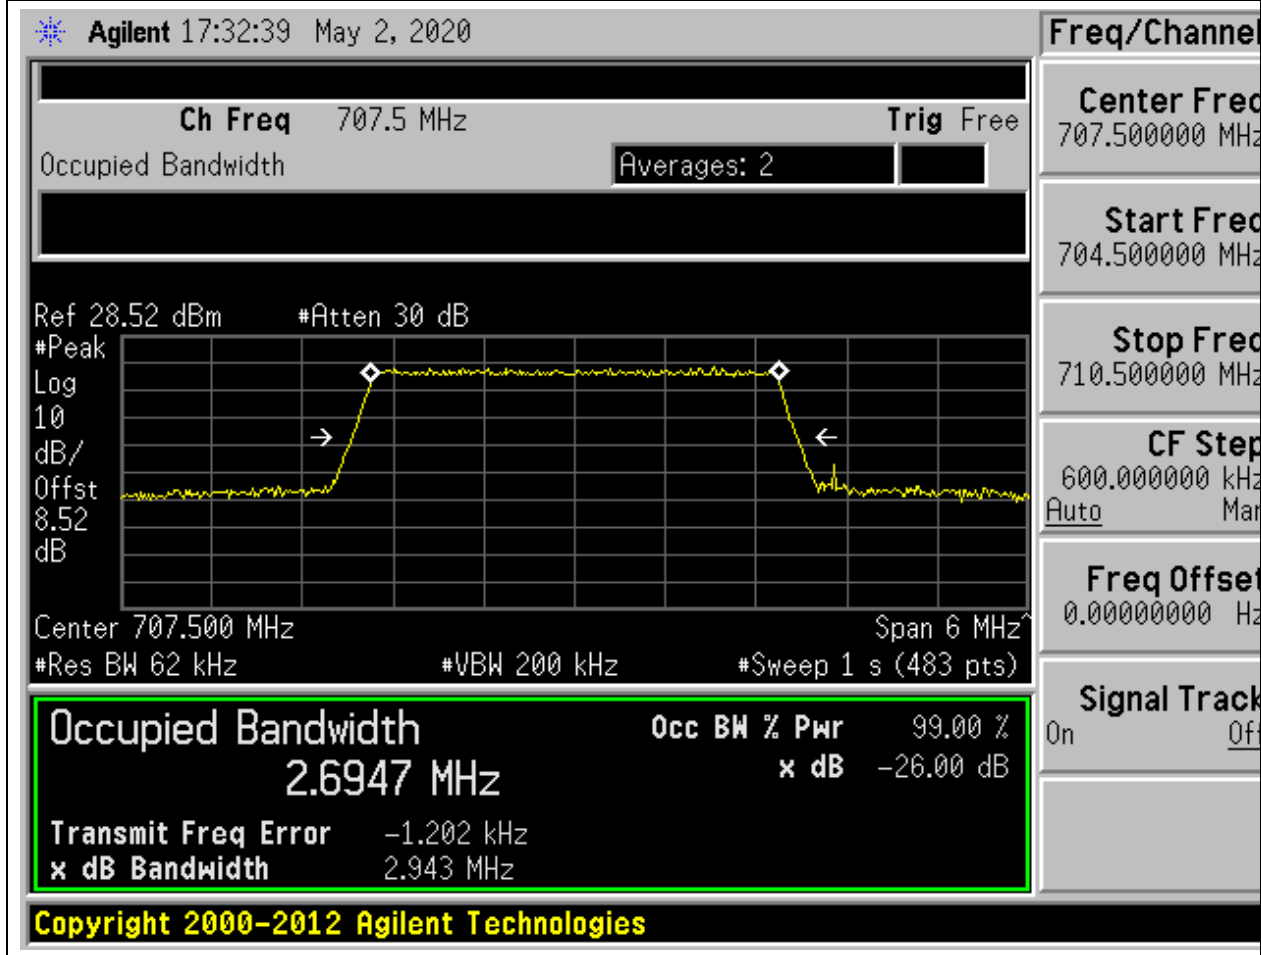 Agilent 17:32:39 May 2, 2020
Freq/Channel
Ch Freq 707.5 MHz Trig Free
Occupied Bandwidth Averages: 2
Ref 28.52 dBm #Atten 30 dB
#Peak
Log
10
dB/
Offst
8.52
dB
Center 707.500 MHz Span 6 MHz^
#Res BW 62 kHz #VBW 200 kHz #Sweep 1 s (483 pts)
Occupied Bandwidth
2.6947 MHz
Occ BW % Pwr 99.00 %
x dB -26.00 dB
Transmit Freq Error -1.202 kHz
x dB Bandwidth 2.943 MHz
Copyright 2000-2012 Agilent Technologies
Center Freq
707.500000 MHz
Start Freq
704.500000 MHz
Stop Freq
710.500000 MHz
CF Step
600.000000 kHz
Auto Man
Freq Offset
0.00000000 Hz
Signal Track
On Off